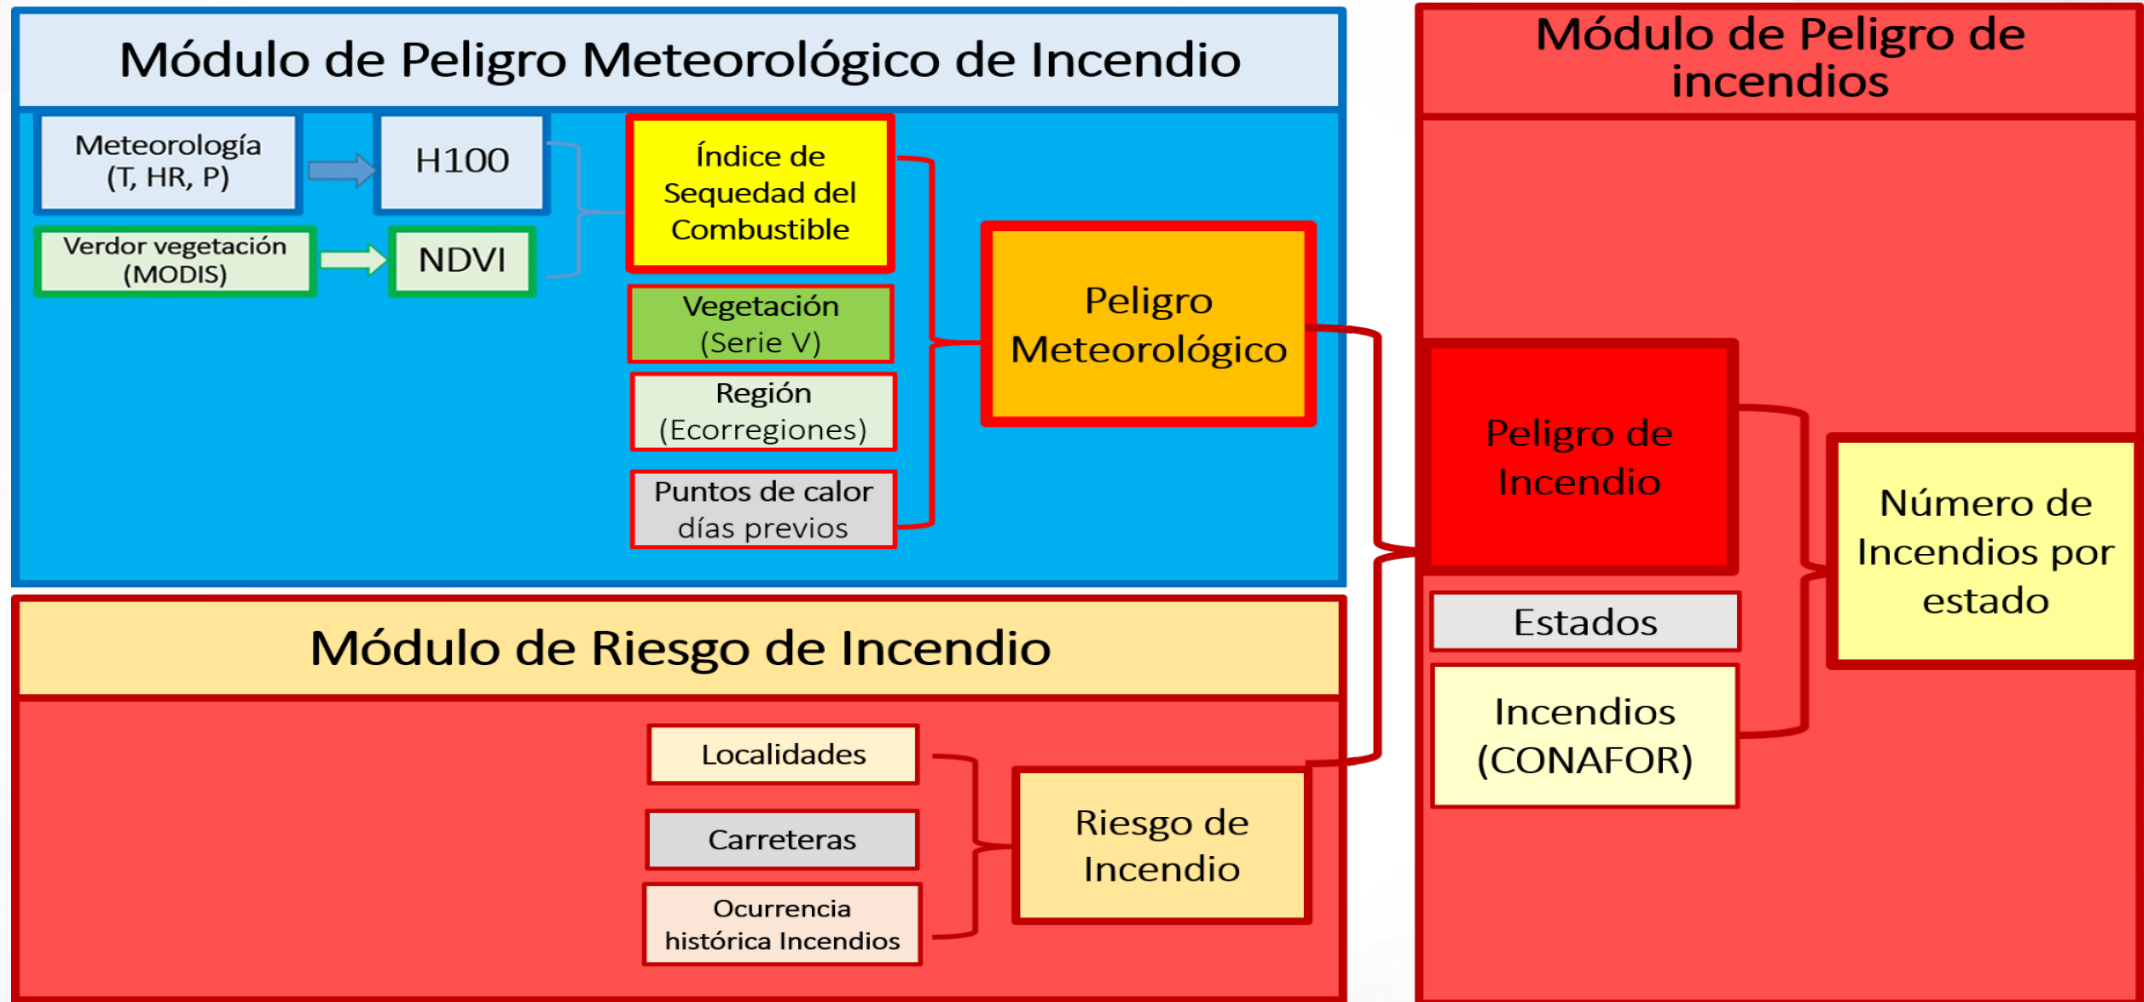 Módulo de Peligro Meteorológico de Incendio
Meteorología
(T, HR, P)
H100
Verdor vegetación
(MODIS)
NDVI
Índice de
Sequedad del
Combustible
Vegetación
(Serie V)
Región
(Ecorregiones)
Puntos de calor
días previos
Peligro
Meteorológico
Módulo de Riesgo de Incendio
Localidades
Carreteras
Ocurrencia
histórica Incendios
Riesgo de
Incendio
Módulo de Peligro de
incendios
Peligro de
Incendio
Estados
Incendios
(CONAFOR)
Número de
Incendios por
estado